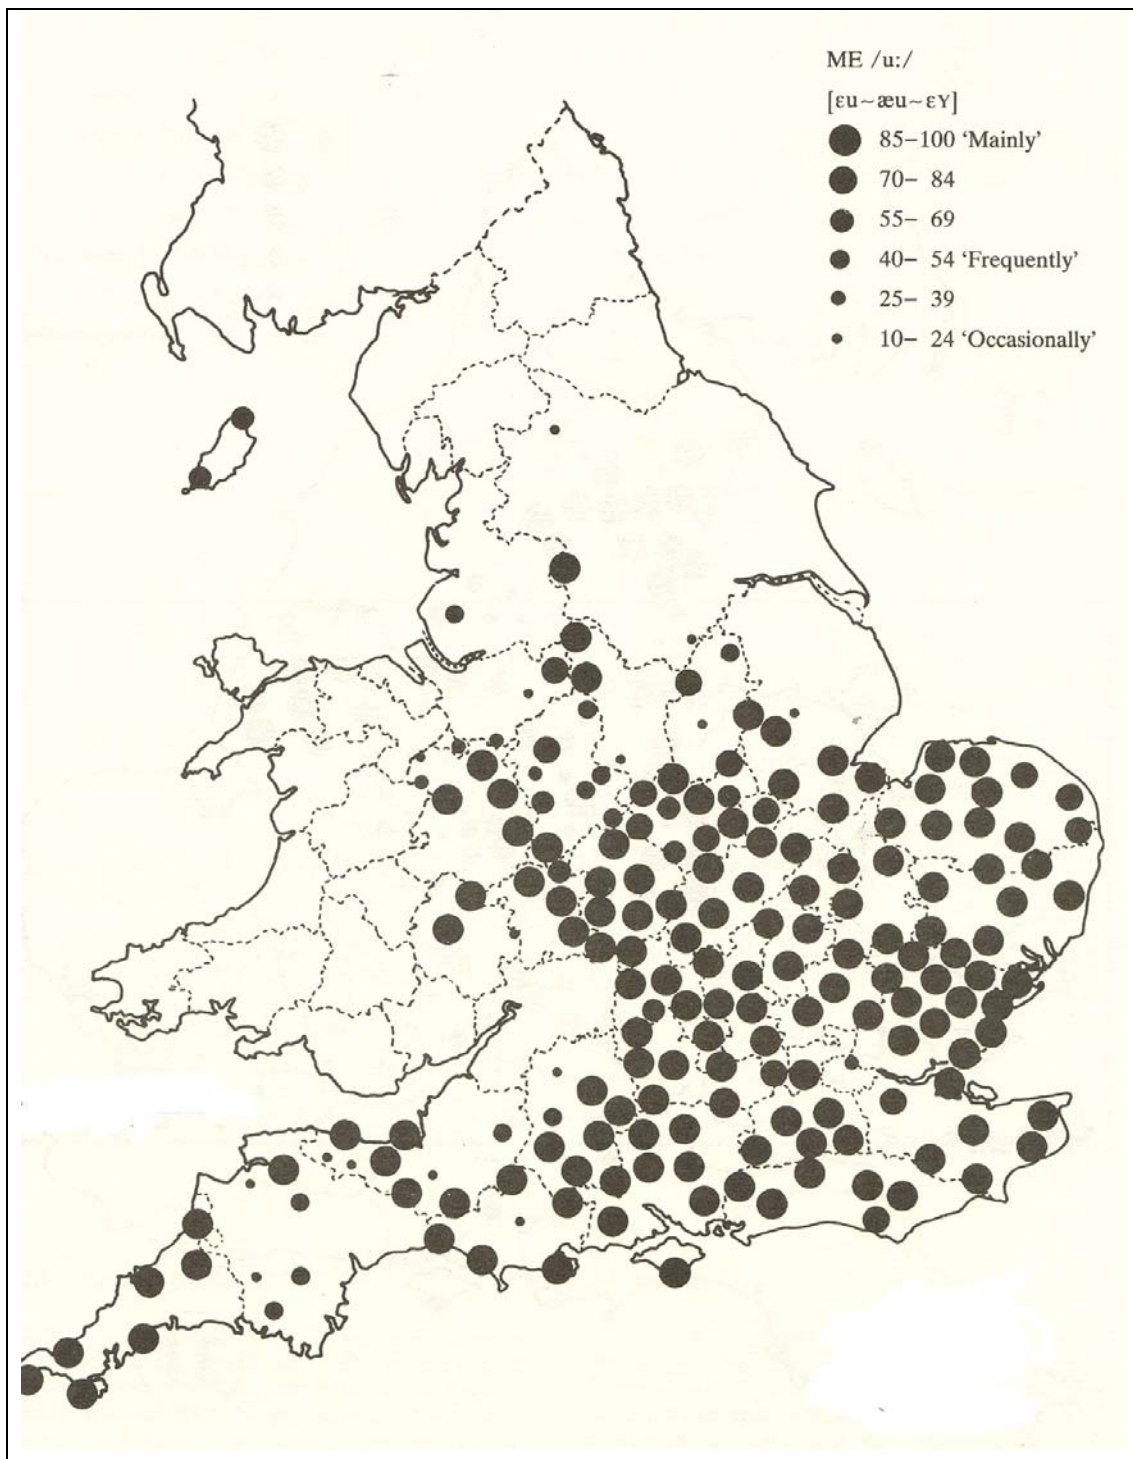 ME /u:/
[ɛu~æu~ɛʏ]
85–100 'Mainly'
70– 84
55– 69
40– 54 'Frequently'
25– 39
10– 24 'Occasionally'